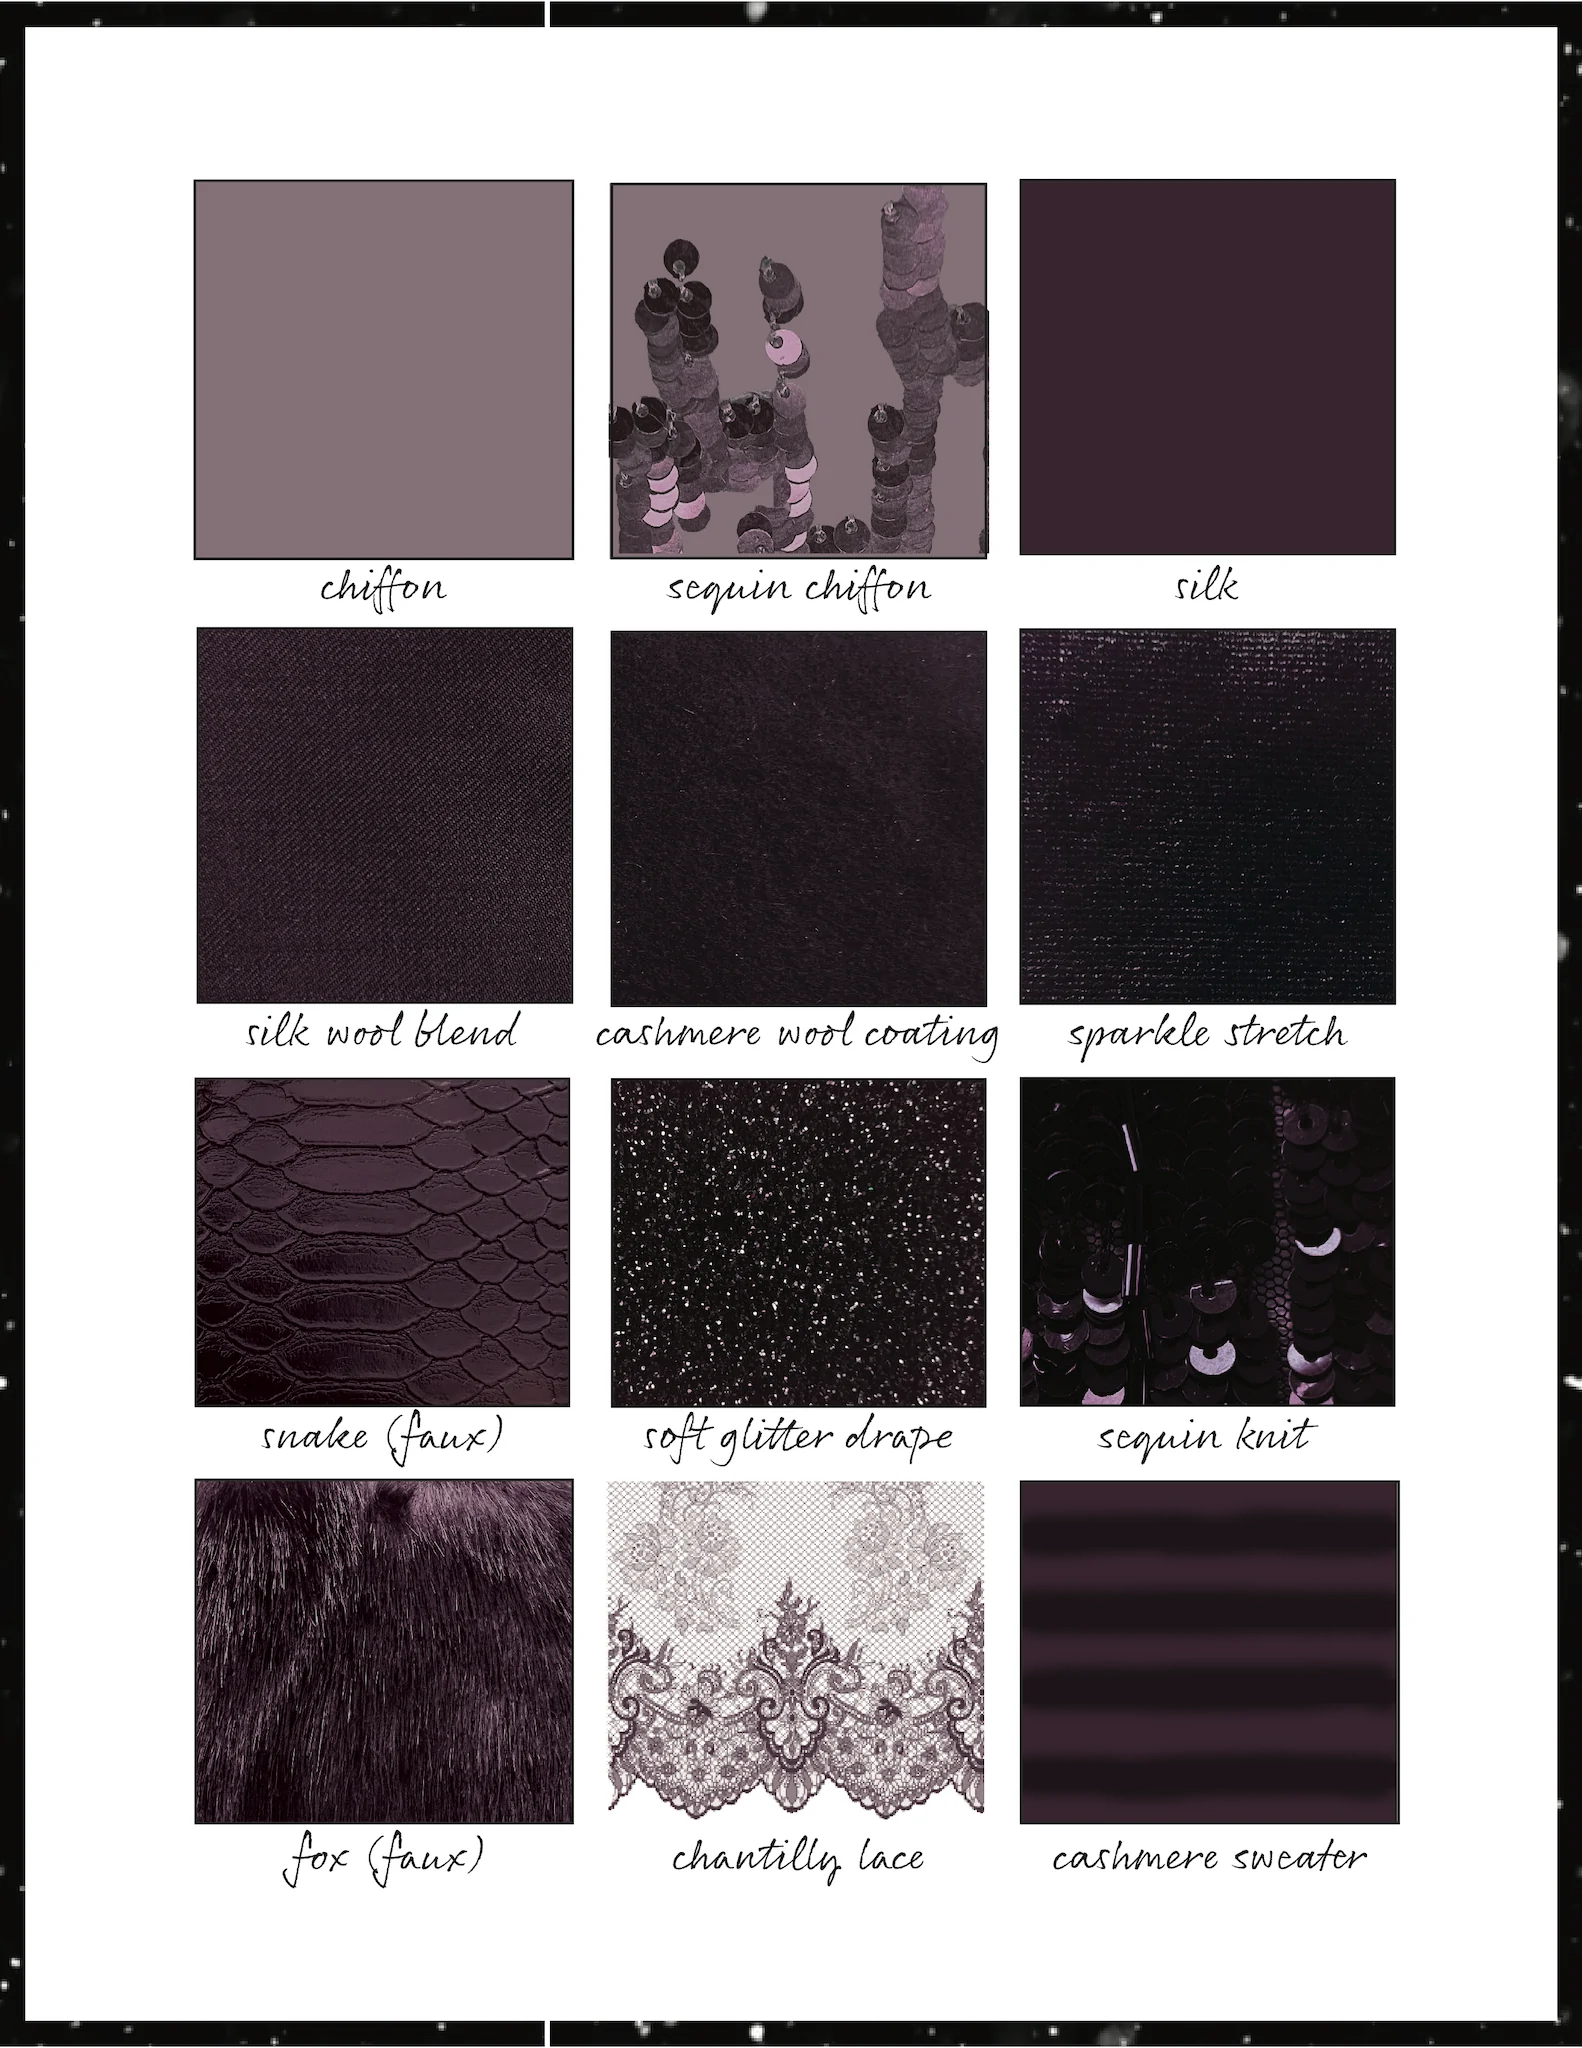 chiffon
sequin chiffon
silk
silk wool blend
cashmere wool coating
sparkle stretch
snake (faux)
soft glitter drape
sequin knit
fox (faux)
chantilly lace
cashmere sweater